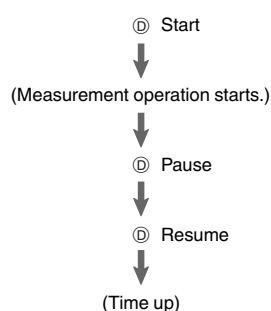 Ⓓ Start
(Measurement operation starts.)
Ⓓ Pause
Ⓓ Resume
(Time up)